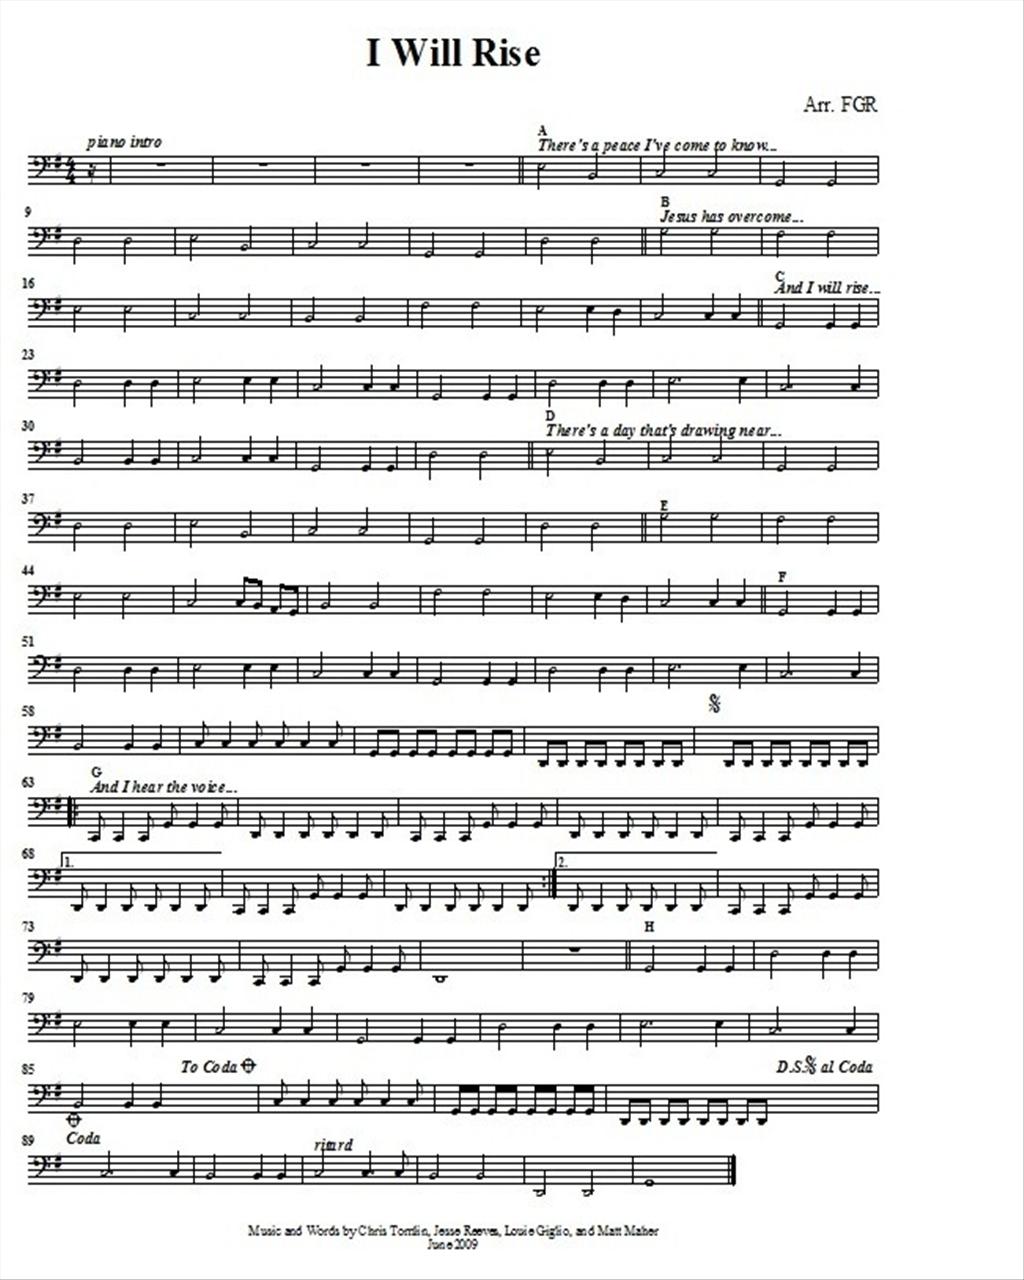 I Will Rise
Arr. FGR
piano intro
A
There's a peace I've come to know...
9
B
Jesus has overcome...
16
C
And I will rise...
23
30
D
There's a day that's drawing near...
37
E
44
F
51
58
63
G
And I hear the voice...
68
1.
2.
73
H
79
85
To Coda
D.S. al Coda
89
Coda
ritard
Music and Words by Chris Tomlin, Jesse Reeves, Louie Giglio, and Matt Maher
June 2009